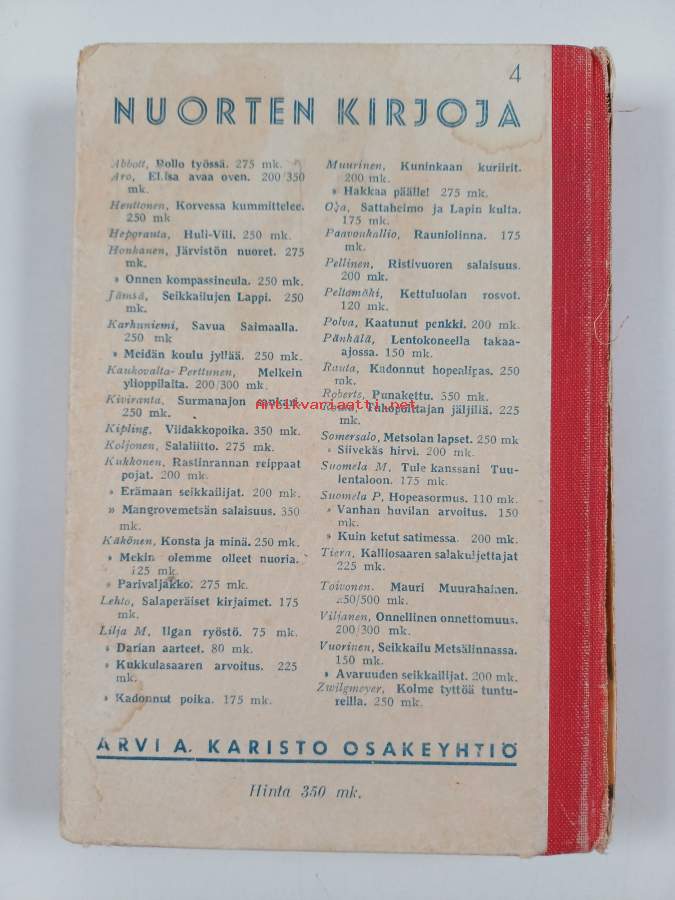 4
NUORTEN KIRJOJA
Abbott, Rollo työssä. 275 mk.
Aro, Elisa avaa oven. 200/350
mk.
Henttonen, Korvessa kummittelee.
250 mk
Heporauta, Huli-Vili. 250 mk.
Honkanen, Järvistön nuoret. 275
mk.
» Onnen kompassineula. 250 mk.
Jämsä, Seikkailujen Lappi. 250
mk.
Karhuniemi, Savua Saimaalla.
250 mk
» Meidän koulu jyllää. 250 mk.
Kaukovalta-Perttunen, Melkein
ylioppilaita. 200/300 mk.
Kiviranta, Surmanajon sankari.
250 mk.
Kipling, Viidakkopoika. 350 mk.
Koljonen, Salaliitto. 275 mk.
Kukkonen, Rastinrannan reippaat
pojat. 200 mk.
» Erämaan seikkailijat. 200 mk.
» Mangrovemetsän salaisuus. 350
mk.
Käkönen, Konsta ja minä. 250 mk.
» Mekin olemme olleet nuoria.
125 mk.
» Parivaljakko. 275 mk.
Lehto, Salaperäiset kirjaimet. 175
mk.
Lilja M, Ilgan ryöstö. 75 mk.
» Darian aarteet. 80 mk.
» Kukkulasaaren arvoitus. 225
mk.
» Kadonnut poika. 175 mk.
Muurinen, Kuninkaan kuriirit.
200 mk.
» Hakkaa päälle! 275 mk.
Oja, Sattaheimo ja Lapin kulta.
175 mk.
Paavonkallio, Rauniolinna. 175
mk.
Pellinen, Ristivuoren salaisuus.
200 mk.
Peltamäki, Kettuluolan rosvot.
120 mk.
Polva, Kaatunut penkki. 200 mk.
Pänhälä, Lentokoneella takaa-
ajossa. 150 mk.
Rauta, Kadonnut hopealipas. 250
mk.
Roberts, Punakettu. 350 mk.
Tuhopolttajan jäljillä. 225
mk.
antikvariaatti.net
Somersalo, Metsolan lapset. 250 mk
» Siivekäs hirvi. 200 mk.
Suomela M, Tule kanssani Tuu-
lentaloon. 175 mk.
Suomela P, Hopeasormus. 110 mk.
» Vanhan huvilan arvoitus. 150
mk.
» Kuin ketut satimessa. 200 mk.
Tiera, Kalliosaaren salakuljettajat
225 mk.
Toivonen. Mauri Muurahainen.
250/500 mk.
Viljanen, Onnellinen onnettomuus.
200/300 mk.
Vuorinen, Seikkailu Metsälinnassa.
150 mk.
» Avaruuden seikkailijat. 200 mk.
Zwilgmeyer, Kolme tyttöä tuntu-
reilla. 250 mk.
ARVI A. KARISTO OSAKEYHTIÖ
Hinta 350 mk.